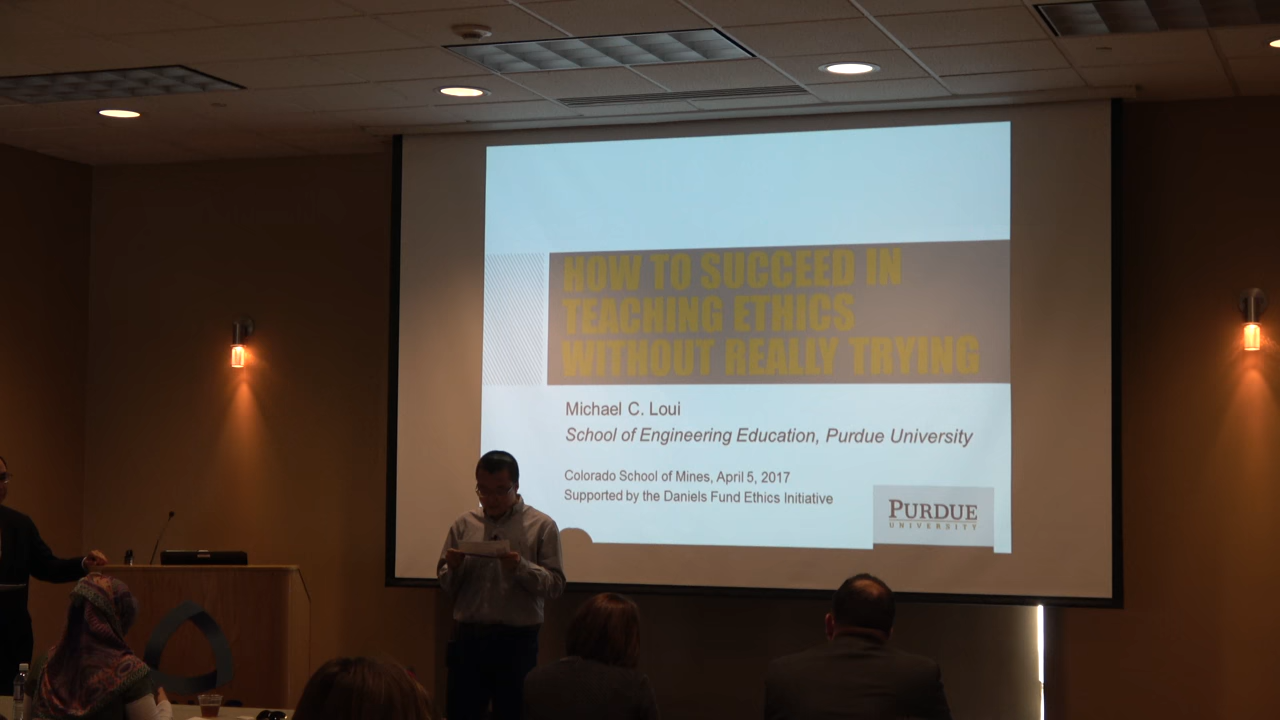 HOW TO SUCCEED IN
TEACHING ETHICS
WITHOUT REALLY TRYING
Michael C. Loui
School of Engineering Education, Purdue University
Colorado School of Mines, April 5, 2017
Supported by the Daniels Fund Ethics Initiative
PURDUE
UNIVERSITY